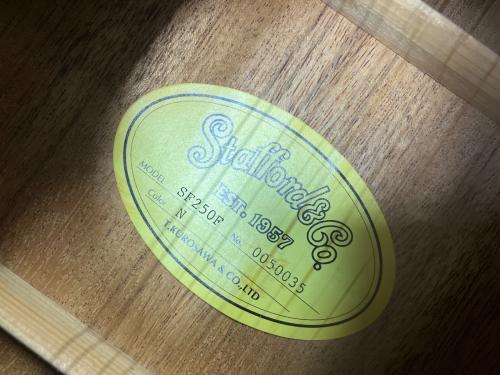 Stafford & Co.
EST. 1957
MODEL SF250F
Color N No. 0050035
T.KUROSAWA & CO.,LTD